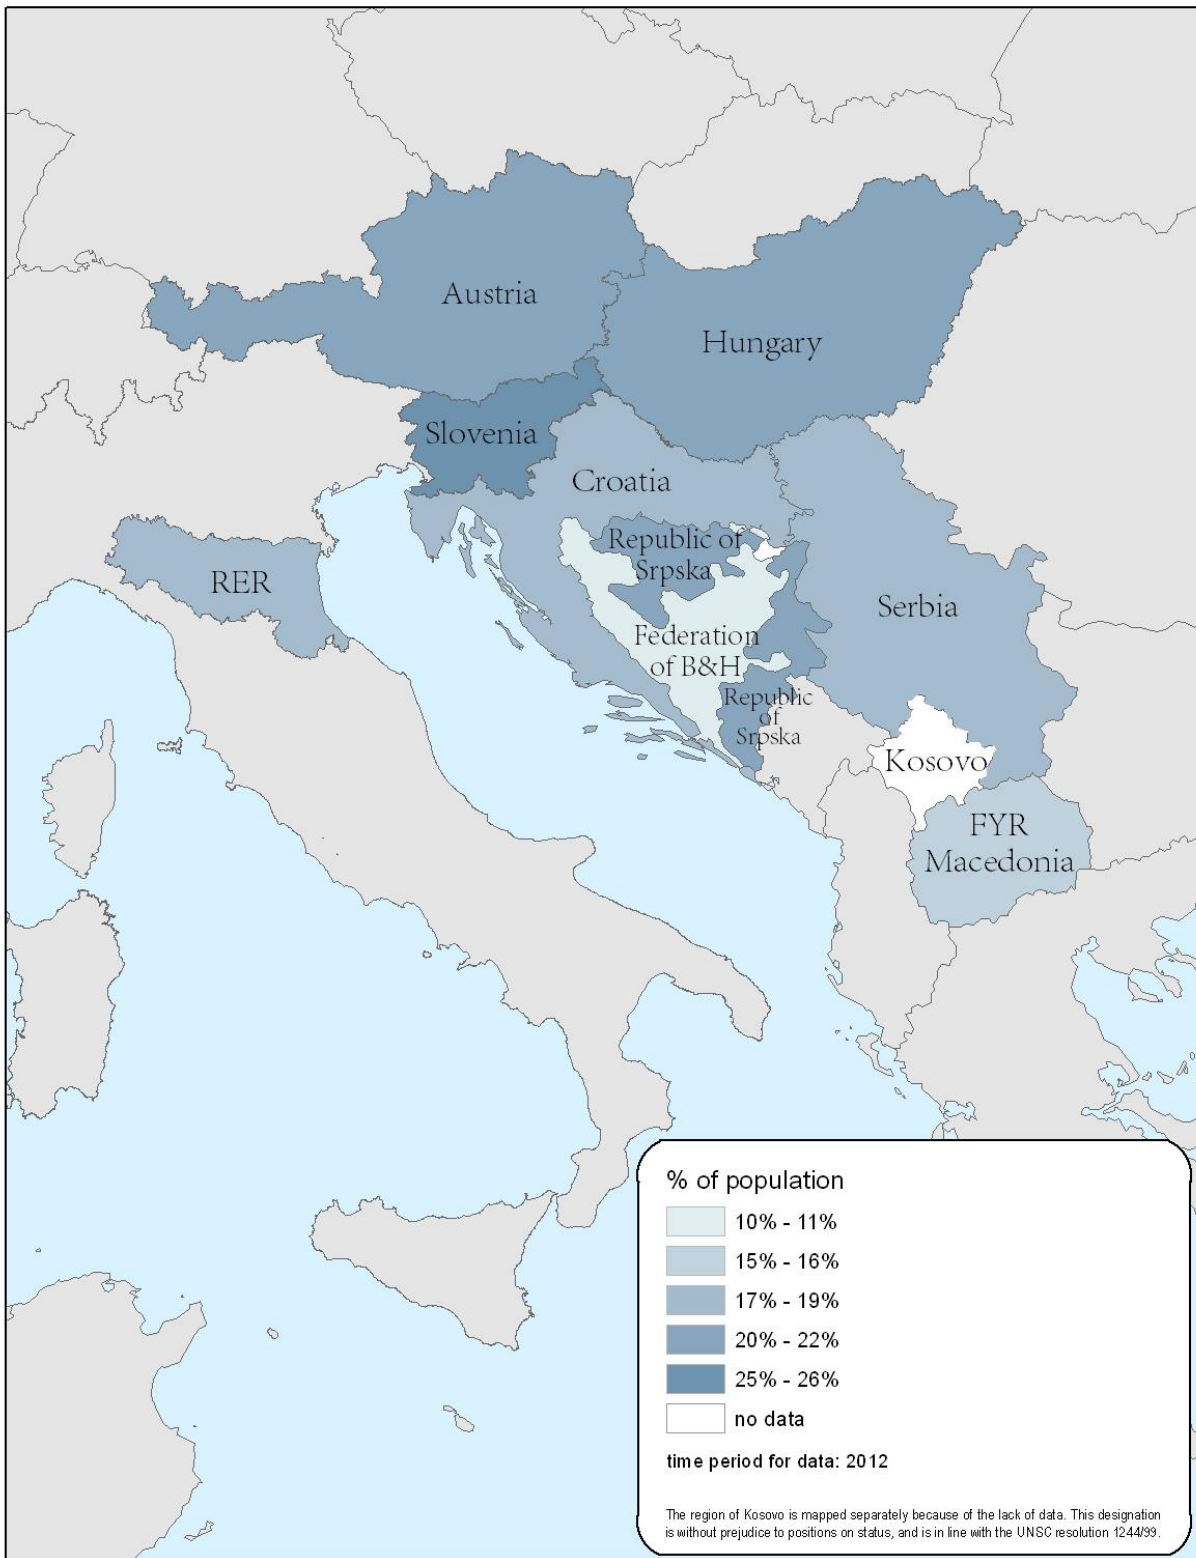 Austria
Hungary
Slovenia
Croatia
Republic of
Srpska
RER
Serbia
Federation
of B&H
Republic
of
Srpska
Kosovo
FYR
Macedonia
% of population
10% - 11%
15% - 16%
17% - 19%
20% - 22%
25% - 26%
no data
time period for data: 2012
The region of Kosovo is mapped separately because of the lack of data. This designation
is without prejudice to positions on status, and is in line with the UNSC resolution 1244/99.